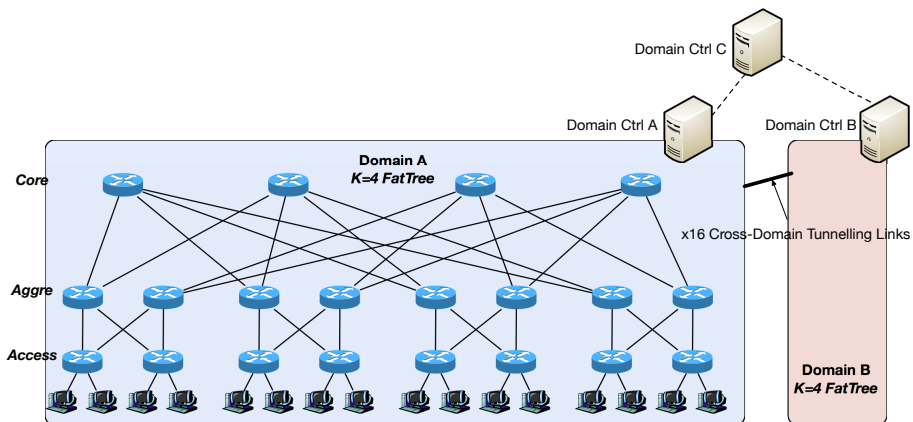 Domain Ctrl C
Domain Ctrl A
Domain Ctrl B
Domain A
K=4 FatTree
Core
x16 Cross-Domain Tunnelling Links
Aggre
Access
Domain B
K=4 FatTree